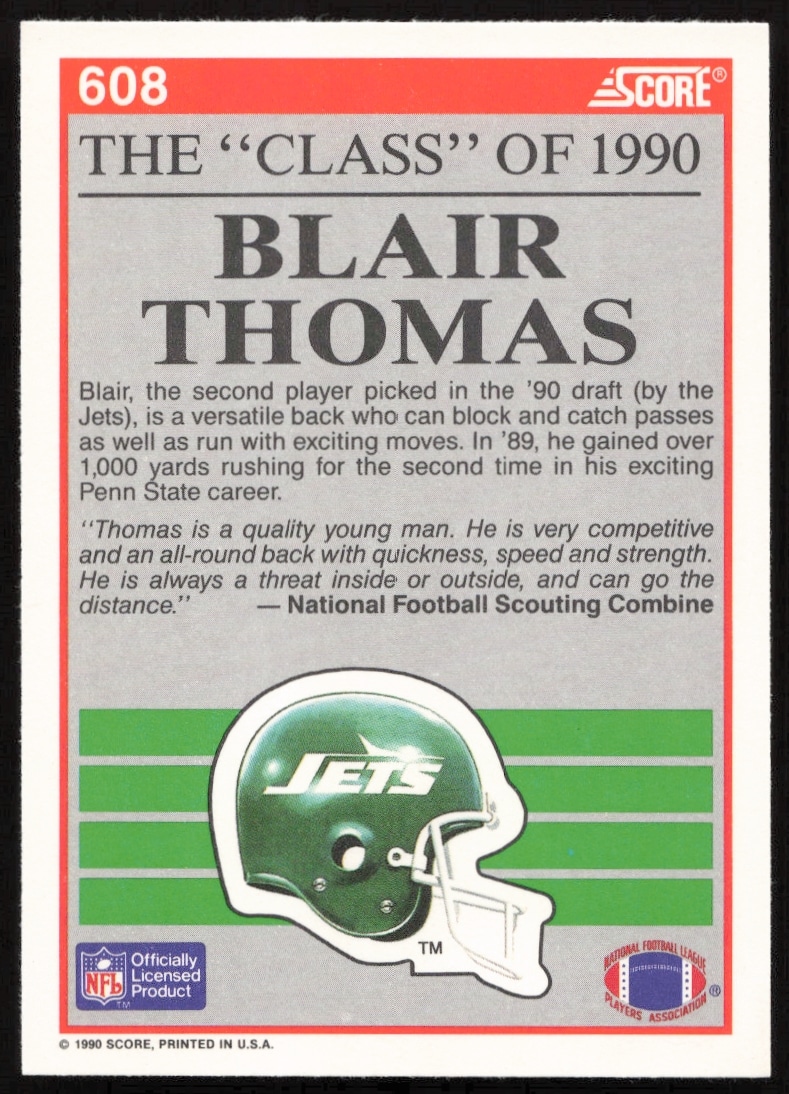 608
SCORE®
THE “CLASS” OF 1990
BLAIR
THOMAS
Blair, the second player picked in the ’90 draft (by the
Jets), is a versatile back who can block and catch passes
as well as run with exciting moves. In ’89, he gained over
1,000 yards rushing for the second time in his exciting
Penn State career.
“Thomas is a quality young man. He is very competitive
and an all-round back with quickness, speed and strength.
He is always a threat inside or outside, and can go the
distance.” — National Football Scouting Combine
JETS
TM
NFL
Officially
Licensed
Product
TM
NATIONAL FOOTBALL LEAGUE
PLAYERS ASSOCIATION
®
© 1990 SCORE, PRINTED IN U.S.A.